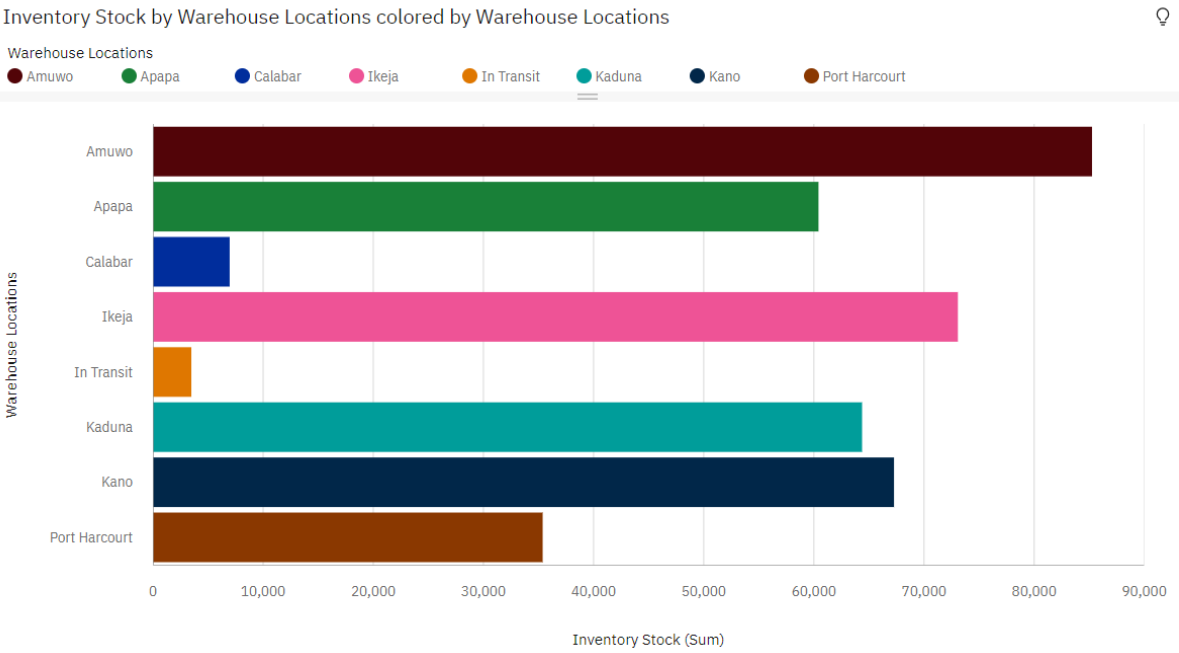 Inventory Stock by Warehouse Locations colored by Warehouse Locations
Warehouse Locations
Amuwo Apapa Calabar Ikeja In Transit Kaduna Kano Port Harcourt
Warehouse Locations
Amuwo
Apapa
Calabar
Ikeja
In Transit
Kaduna
Kano
Port Harcourt
0 10,000 20,000 30,000 40,000 50,000 60,000 70,000 80,000 90,000
Inventory Stock (Sum)